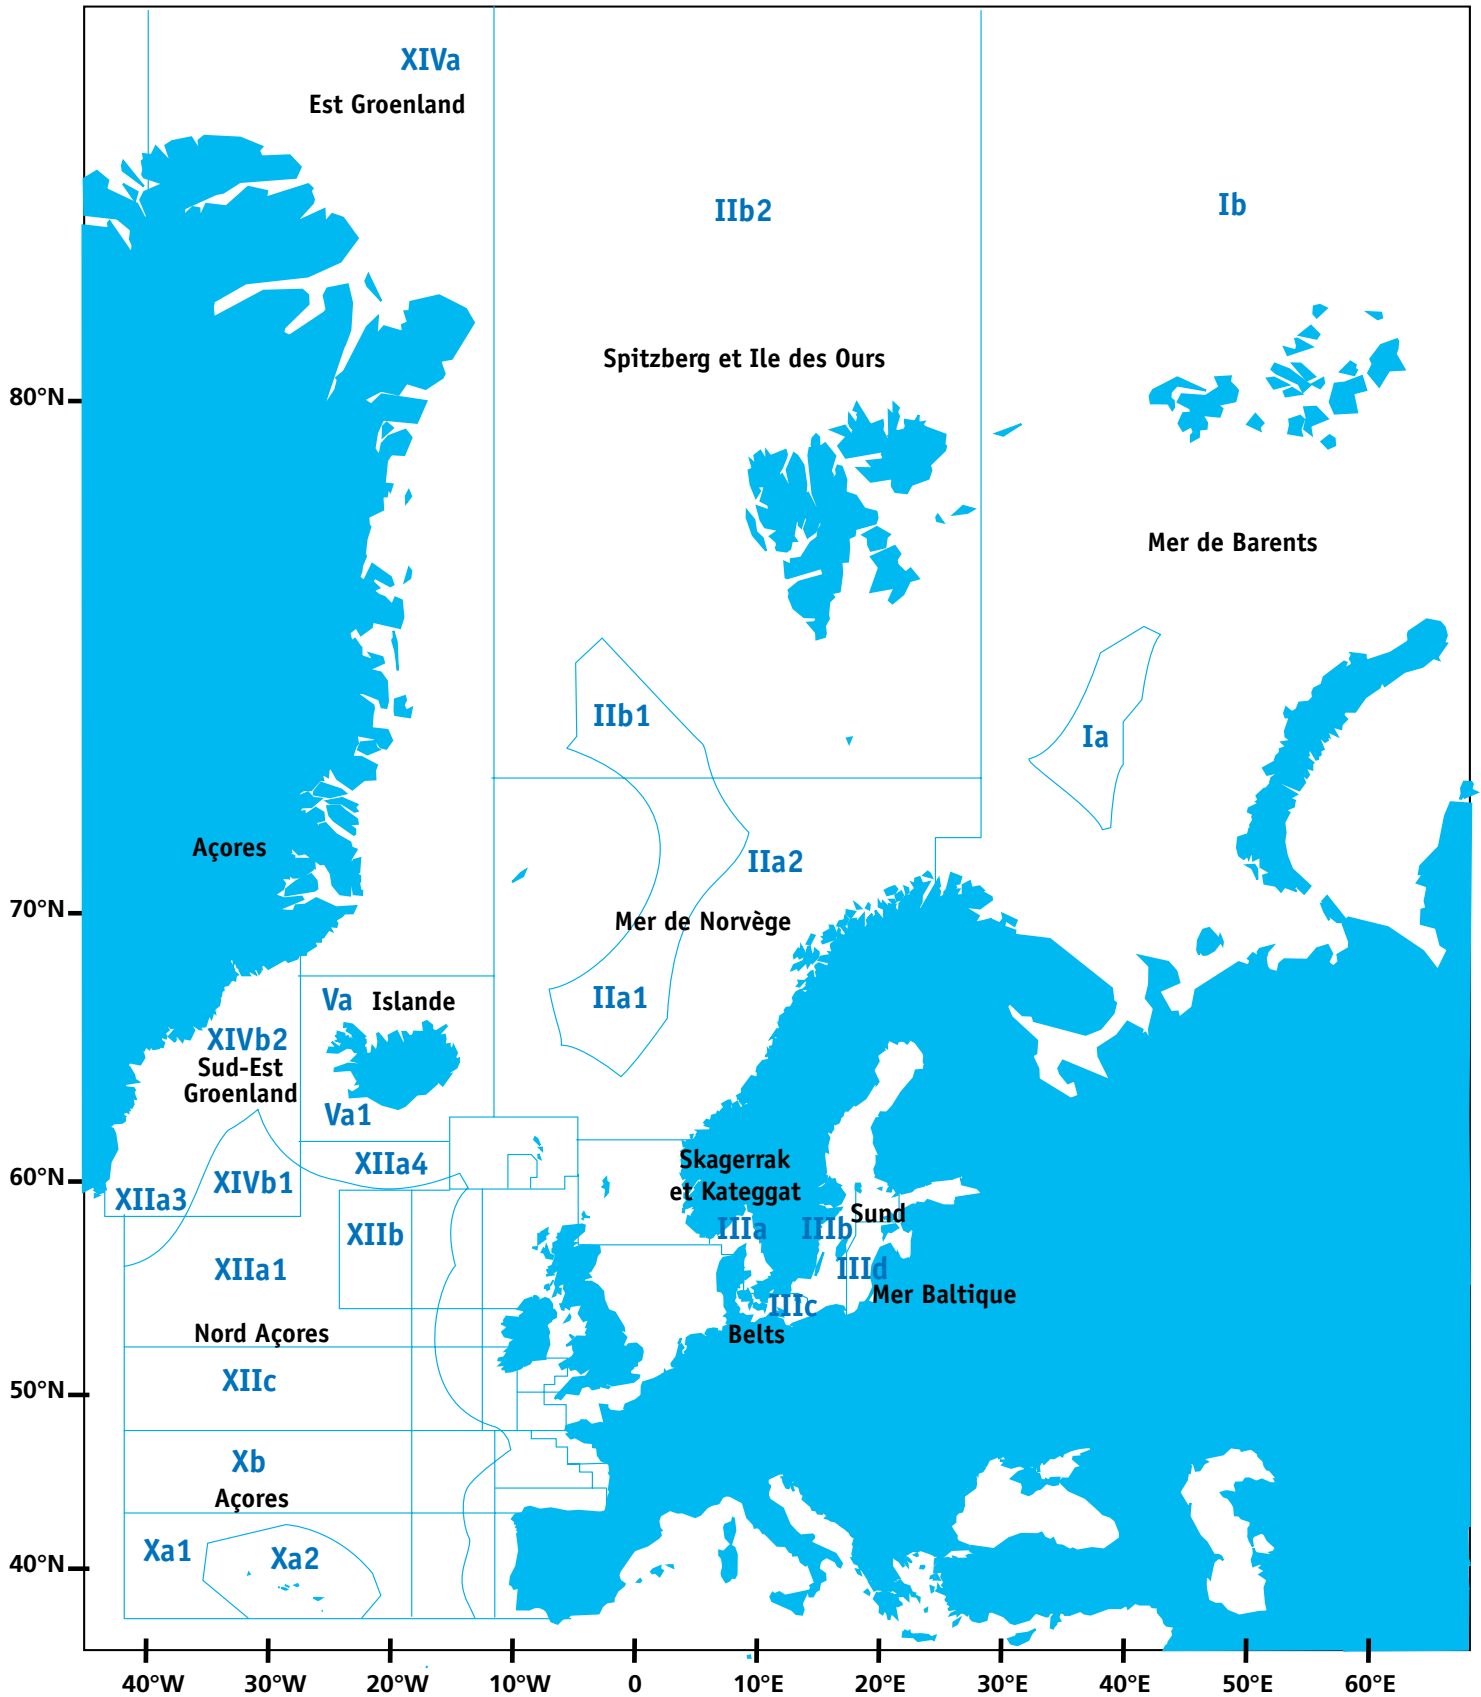 XIVa
Est Groenland
IIb2
Ib
Spitzberg et Ile des Ours
80°N
Mer de Barents
IIb1
Ia
Açores
IIa2
70°N
Mer de Norvège
Va
Islande
IIa1
XIVb2
Sud-Est
Groenland
Va1
Skagerrak
et Kateggat
XIIa4
60°N
XIVb1
XIIa3
Sund
XIIb
IIIa
IIIb
XIIa1
IIId
Mer Baltique
IIIc
Nord Açores
Belts
50°N
XIIc
Xb
Açores
40°N
Xa1
Xa2
40°W
30°W
20°W
10°W
0
10°E
20°E
30°E
40°E
50°E
60°E